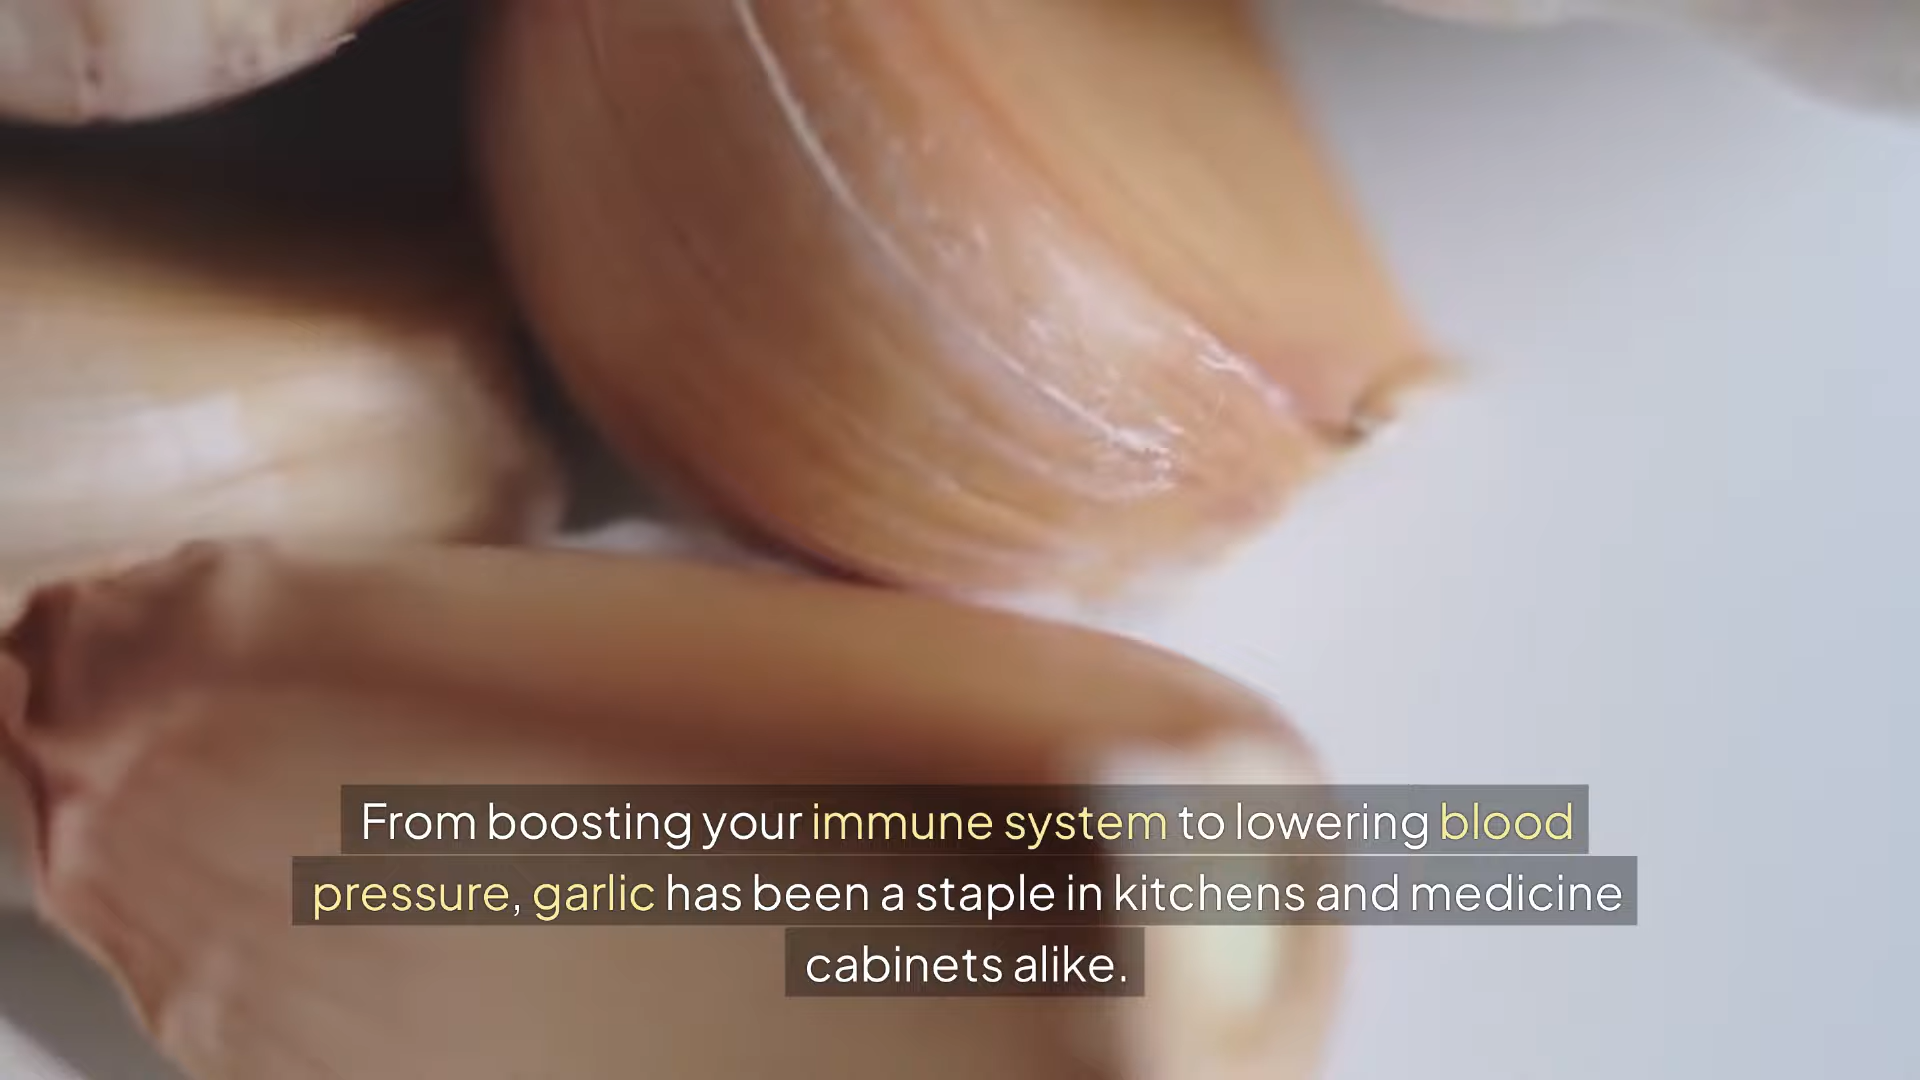 From boosting your immune system to lowering blood
pressure, garlic has been a staple in kitchens and medicine
cabinets alike.